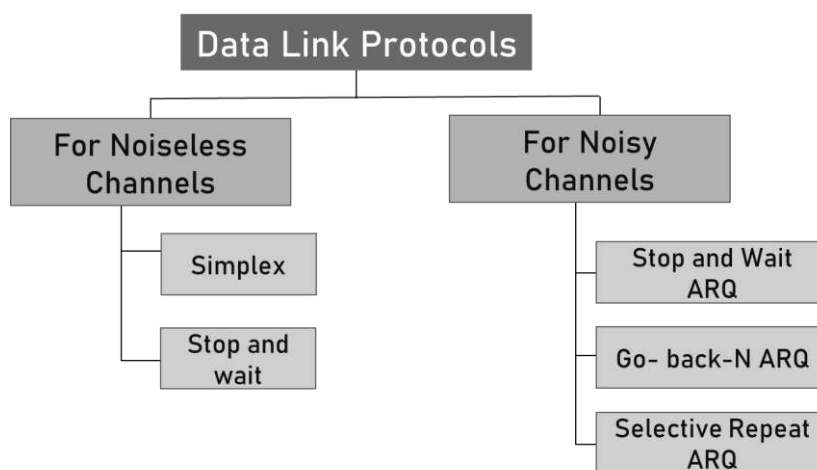 Data Link Protocols
For Noiseless
Channels
For Noisy
Channels
Simplex
Stop and
wait
Stop and Wait
ARQ
Go- back-N ARQ
Selective Repeat
ARQ